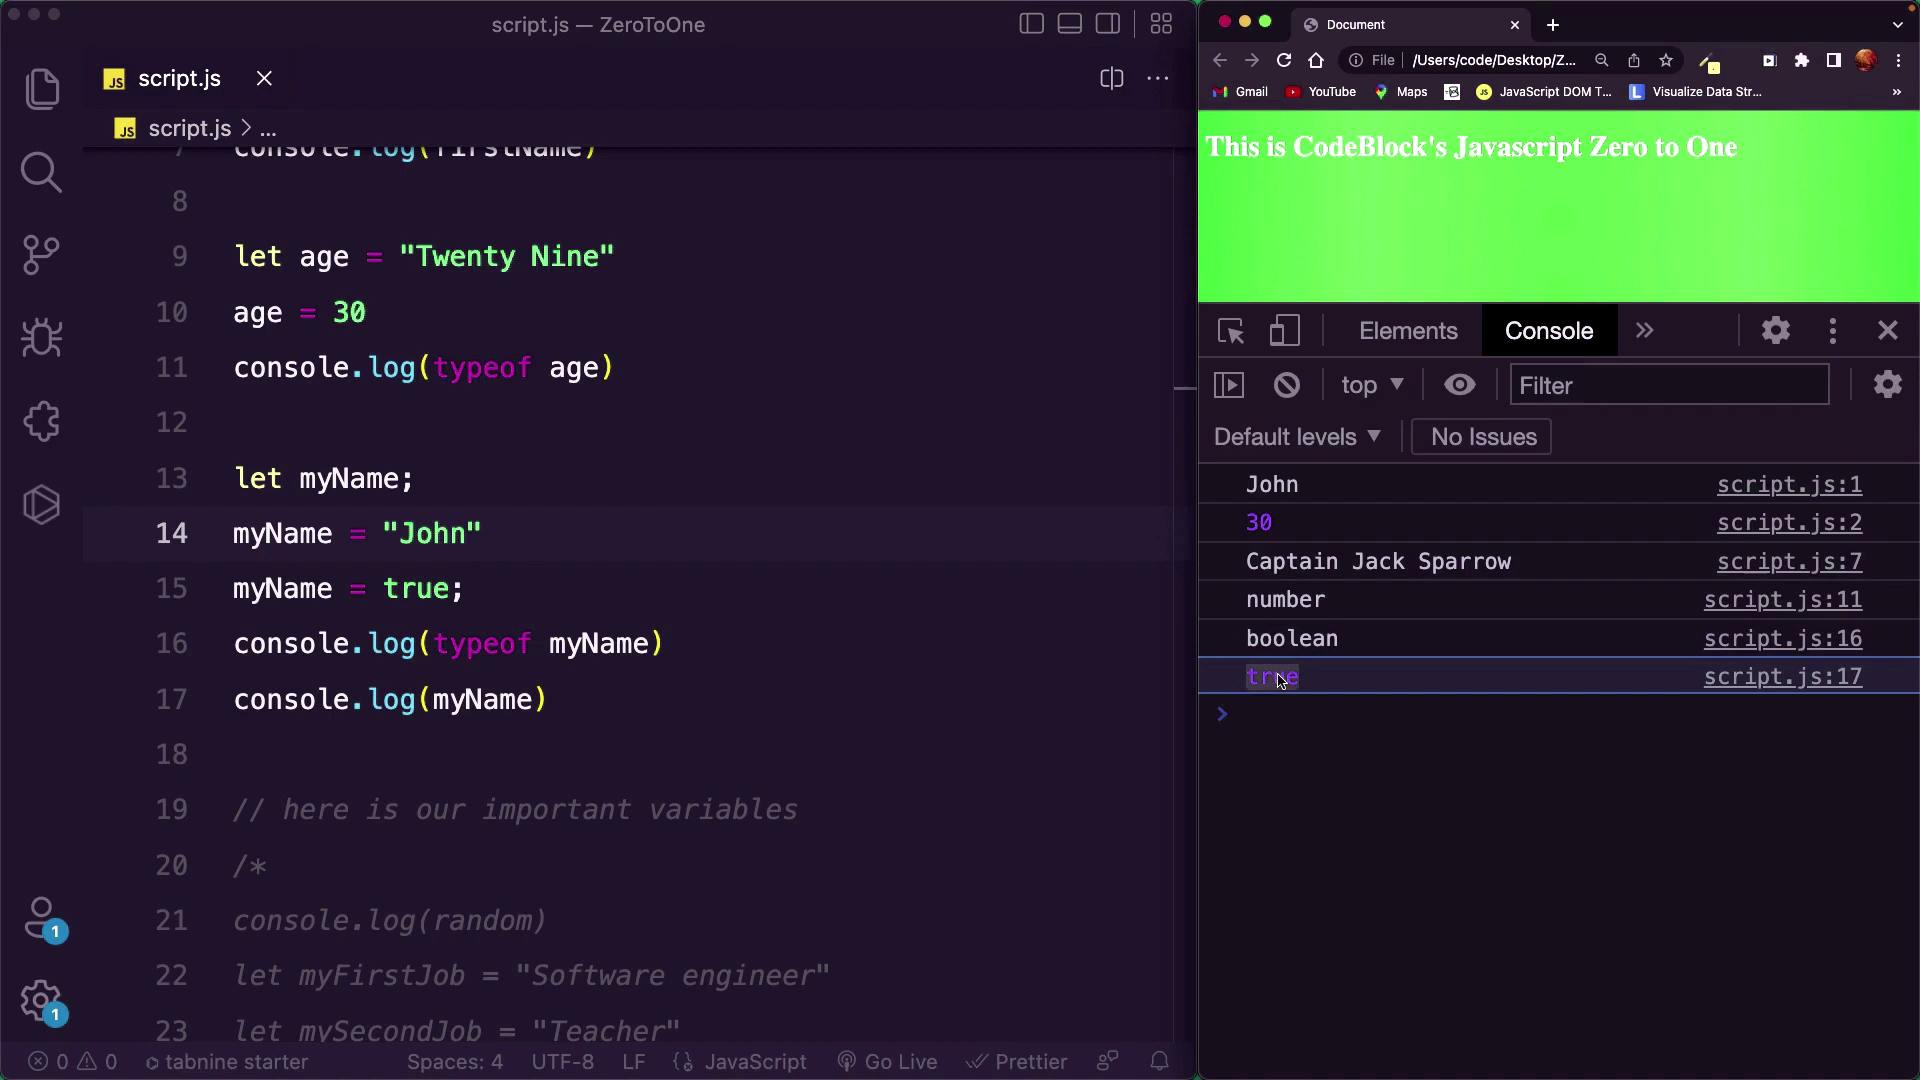 script.js — ZeroToOne
script.js
script.js > ...
7 console.log(firstName)
8
9 let age = "Twenty Nine"
10 age = 30
11 console.log(typeof age)
12
13 let myName;
14 myName = "John"
15 myName = true;
16 console.log(typeof myName)
17 console.log(myName)
18
19 // here is our important variables
20 /*
21 console.log(random)
22 let myFirstJob = "Software engineer"
23 let mySecondJob = "Teacher"
1
1
0 0 tabnine starter Spaces: 4 UTF-8 LF JavaScript Go Live Prettier
Document
File /Users/code/Desktop/Z...
Gmail YouTube Maps JavaScript DOM T... Visualize Data Str... »
This is CodeBlock's Javascript Zero to One
Elements Console »
top Filter
Default levels No Issues
John script.js:1
30 script.js:2
Captain Jack Sparrow script.js:7
number script.js:11
boolean script.js:16
true script.js:17
>